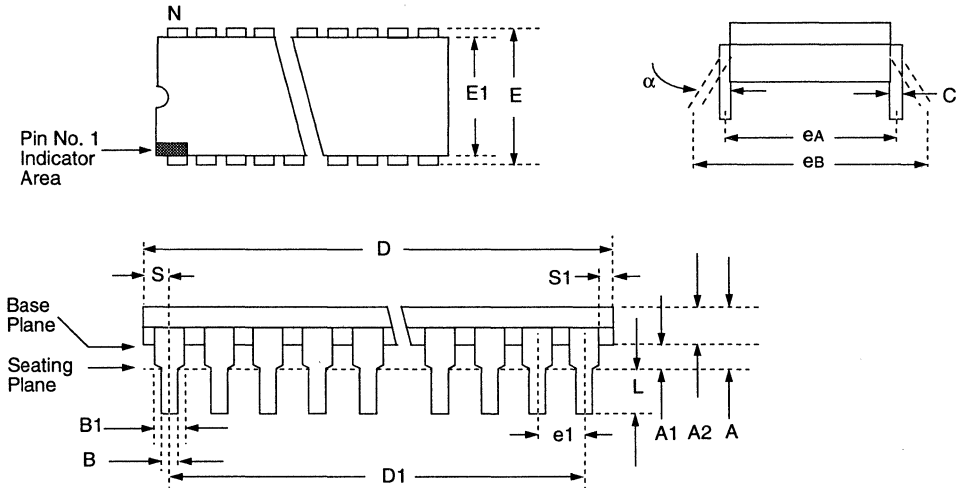 N
Pin No. 1
Indicator
Area
E1
E
α
C
eA
eB
D
S
S1
Base
Plane
Seating
Plane
L
B1
B
e1
A1
A2
A
D1